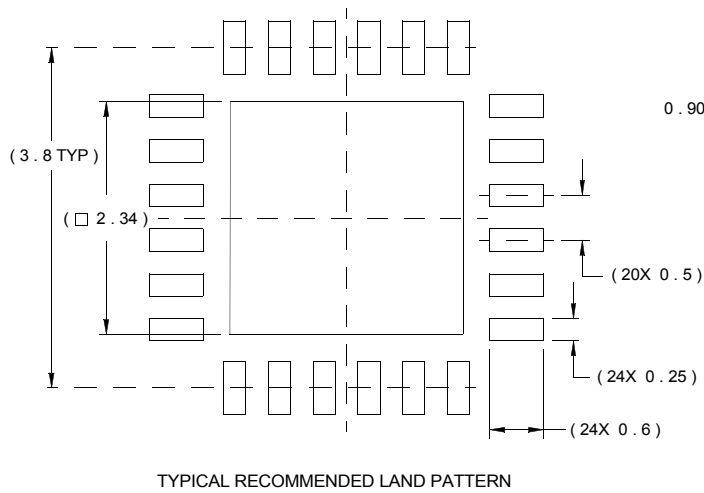 0.90
( 3 . 8 TYP )
( □ 2 . 34 )
( 20X 0 . 5 )
( 24X 0 . 25 )
( 24X 0 . 6 )
TYPICAL RECOMMENDED LAND PATTERN